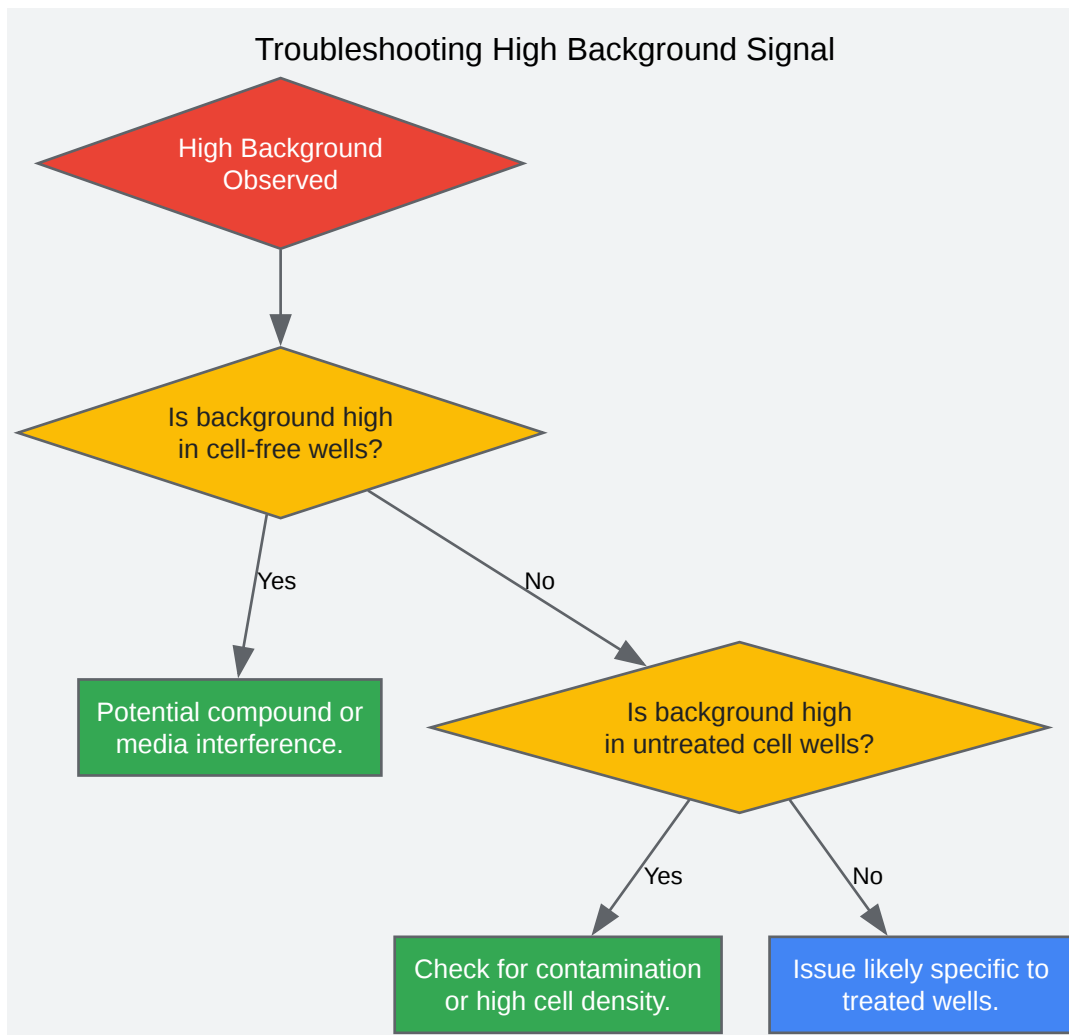 Troubleshooting High Background Signal
High Background
Observed
Is background high
in cell-free wells?
Yes
No
Potential compound or
media interference.
Is background high
in untreated cell wells?
Yes
No
Check for contamination
or high cell density.
Issue likely specific to
treated wells.